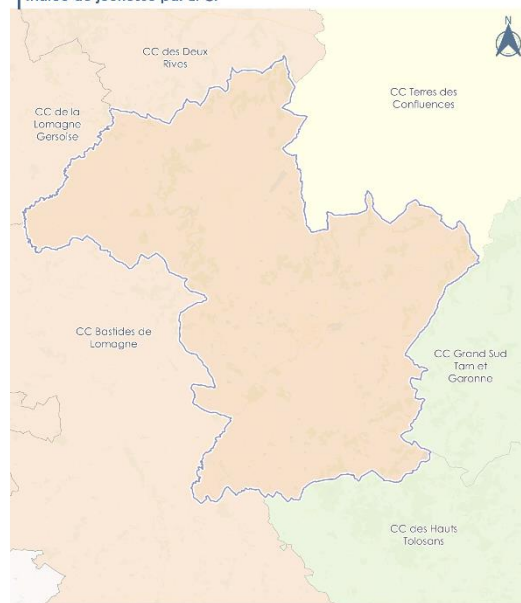 CC des Deux
Rives
CC Terres des
Confluences
CC de la
Lomagne
Gersoise
CC Bastides de
Lomagne
CC Grand Sud
Tarn et
Garonne
CC des Hauts
Tolosans
N